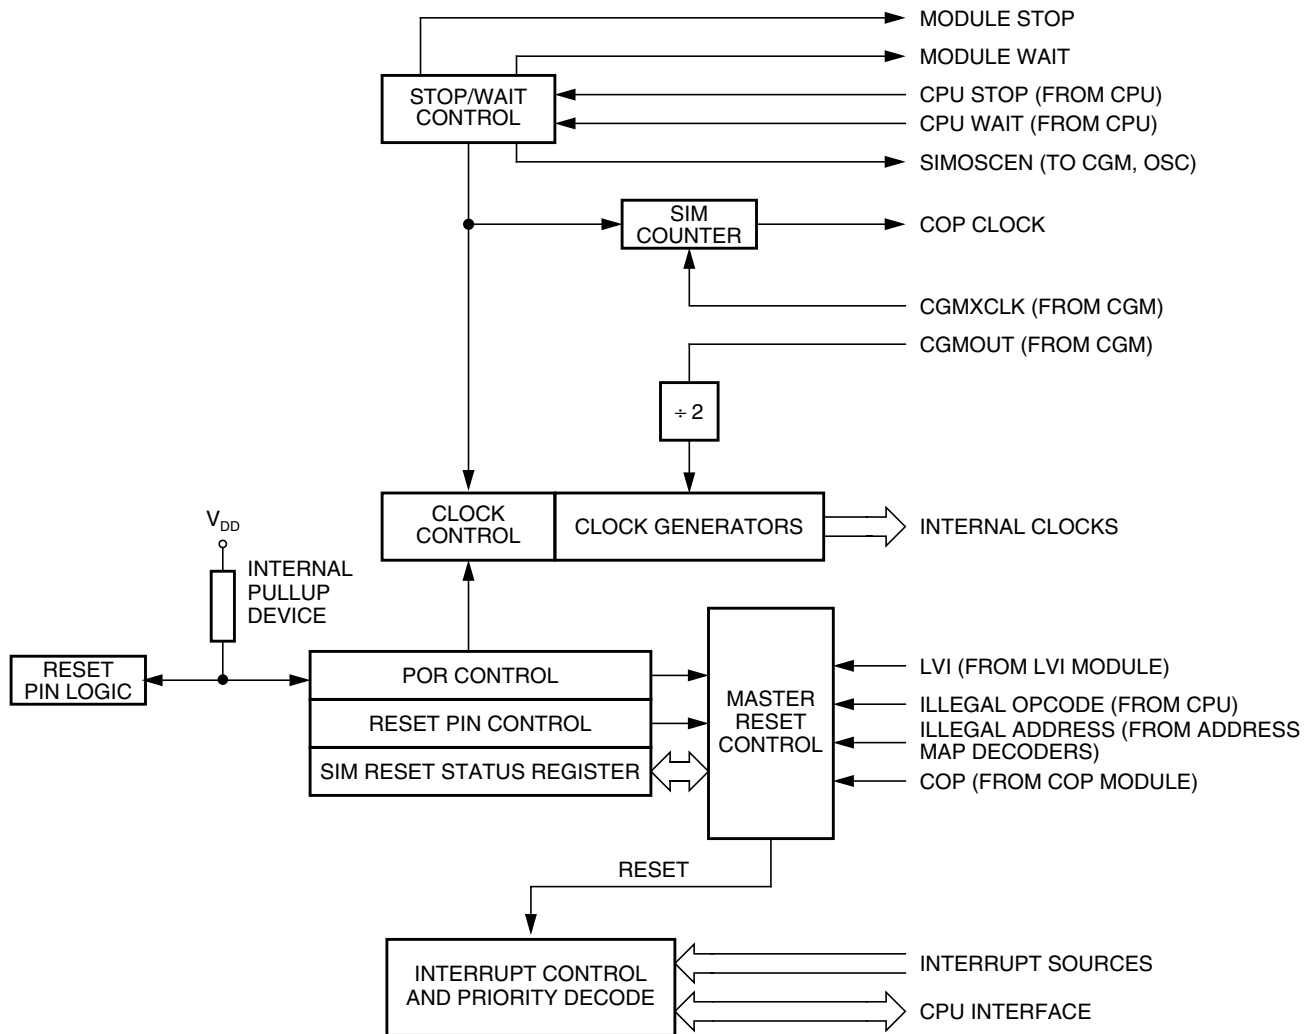 MODULE STOP
MODULE WAIT
STOP/WAIT
CONTROL
CPU STOP (FROM CPU)
CPU WAIT (FROM CPU)
SIMOSCEN (TO CGM, OSC)
SIM
COUNTER
COP CLOCK
CGMXCLK (FROM CGM)
CGMOUT (FROM CGM)
÷ 2
CLOCK
CONTROL
CLOCK GENERATORS
INTERNAL CLOCKS
VDD
INTERNAL
PULLUP
DEVICE
RESET
PIN LOGIC
POR CONTROL
RESET PIN CONTROL
SIM RESET STATUS REGISTER
MASTER
RESET
CONTROL
LVI (FROM LVI MODULE)
ILLEGAL OPCODE (FROM CPU)
ILLEGAL ADDRESS (FROM ADDRESS
MAP DECODERS)
COP (FROM COP MODULE)
RESET
INTERRUPT CONTROL
AND PRIORITY DECODE
INTERRUPT SOURCES
CPU INTERFACE